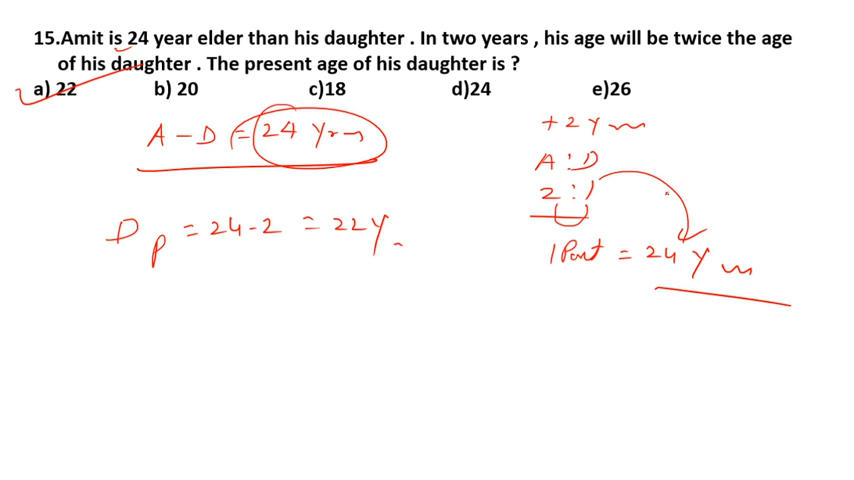 15.Amit is 24 year elder than his daughter . In two years , his age will be twice the age
of his daughter . The present age of his daughter is ?
a) 22 b) 20 c)18 d)24 e)26
A - D = 24 Yrs
+2 Yrs
A : D
2 : 1
1 Part = 24 Yrs
Dp = 24-2 = 22Y.